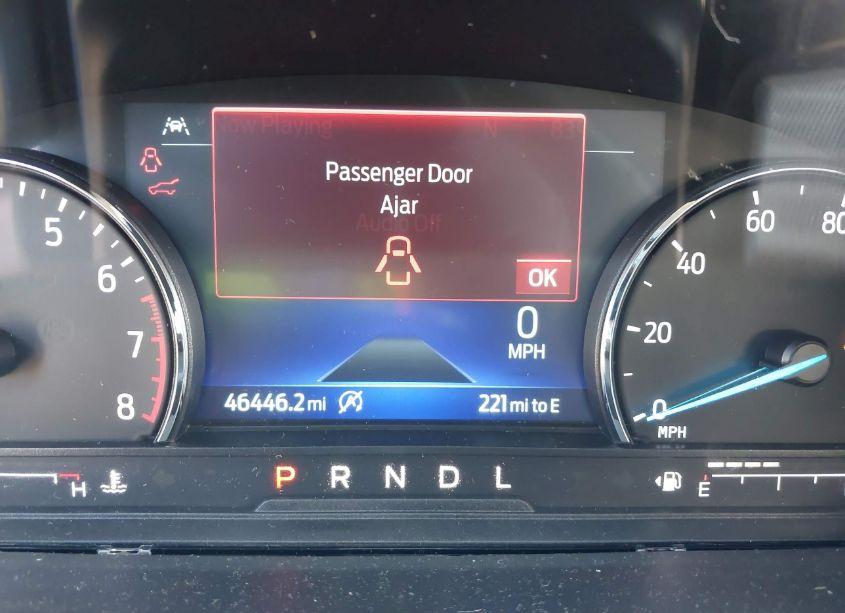 Now Playing N 83°
Passenger Door
Ajar
Audio Off
OK
0
MPH
46446.2 mi
221 mi to E
5
6
7
8
80
60
40
20
0
MPH
H
P R N D L
E